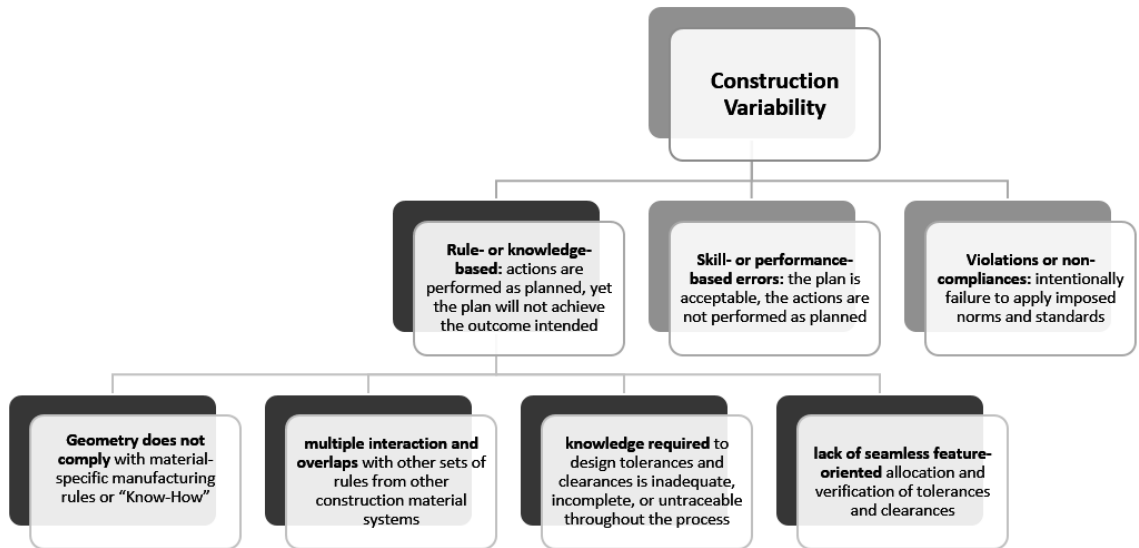 Construction
Variability
Rule- or knowledge-
based: actions are
performed as planned, yet
the plan will not achieve
the outcome intended
Skill- or performance-
based errors: the plan is
acceptable, the actions are
not performed as planned
Violations or non-
compliances: intentionally
failure to apply imposed
norms and standards
Geometry does not
comply with material-
specific manufacturing
rules or “Know-How”
multiple interaction and
overlaps with other sets of
rules from other
construction material
systems
knowledge required to
design tolerances and
clearances is inadequate,
incomplete, or untraceable
throughout the process
lack of seamless feature-
oriented allocation and
verification of tolerances
and clearances